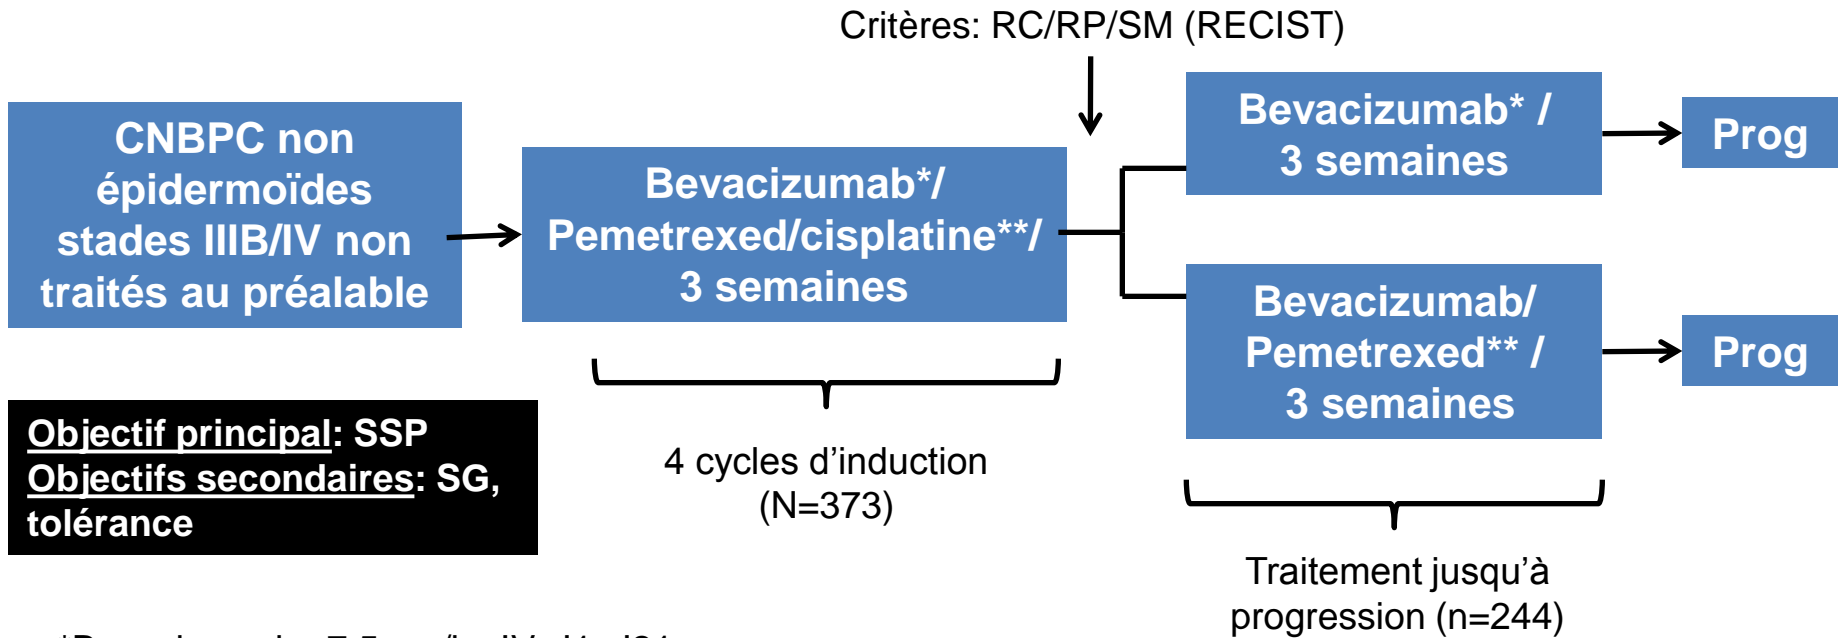 Critères: RC/RP/SM (RECIST)
CNBPC non
épidermoïdes
stades IIIB/IV non
traités au préalable
Bevacizumab*/
Pemetrexed/cisplatine**/
3 semaines
Bevacizumab* /
3 semaines
Prog
Bevacizumab/
Pemetrexed** /
3 semaines
Prog
Objectif principal: SSP
Objectifs secondaires: SG,
tolérance
4 cycles d'induction
(N=373)
Traitement jusqu'à
progression (n=244)